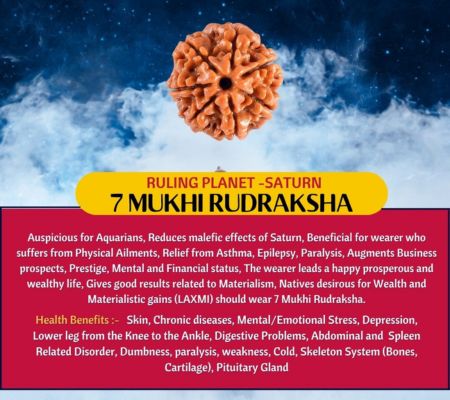 RULING PLANET -SATURN
7 MUKHI RUDRAKSHA
Auspicious for Aquarians, Reduces malefic effects of Saturn, Beneficial for wearer who
suffers from Physical Ailments, Relief from Asthma, Epilepsy, Paralysis, Augments Business
prospects, Prestige, Mental and Financial status, The wearer leads a happy prosperous and
wealthy life, Gives good results related to Materialism, Natives desirous for Wealth and
Materialistic gains (LAXMI) should wear 7 Mukhi Rudraksha.
Health Benefits :- Skin, Chronic diseases, Mental/Emotional Stress, Depression,
Lower leg from the Knee to the Ankle, Digestive Problems, Abdominal and Spleen
Related Disorder, Dumbness, paralysis, weakness, Cold, Skeleton System (Bones,
Cartilage), Pituitary Gland